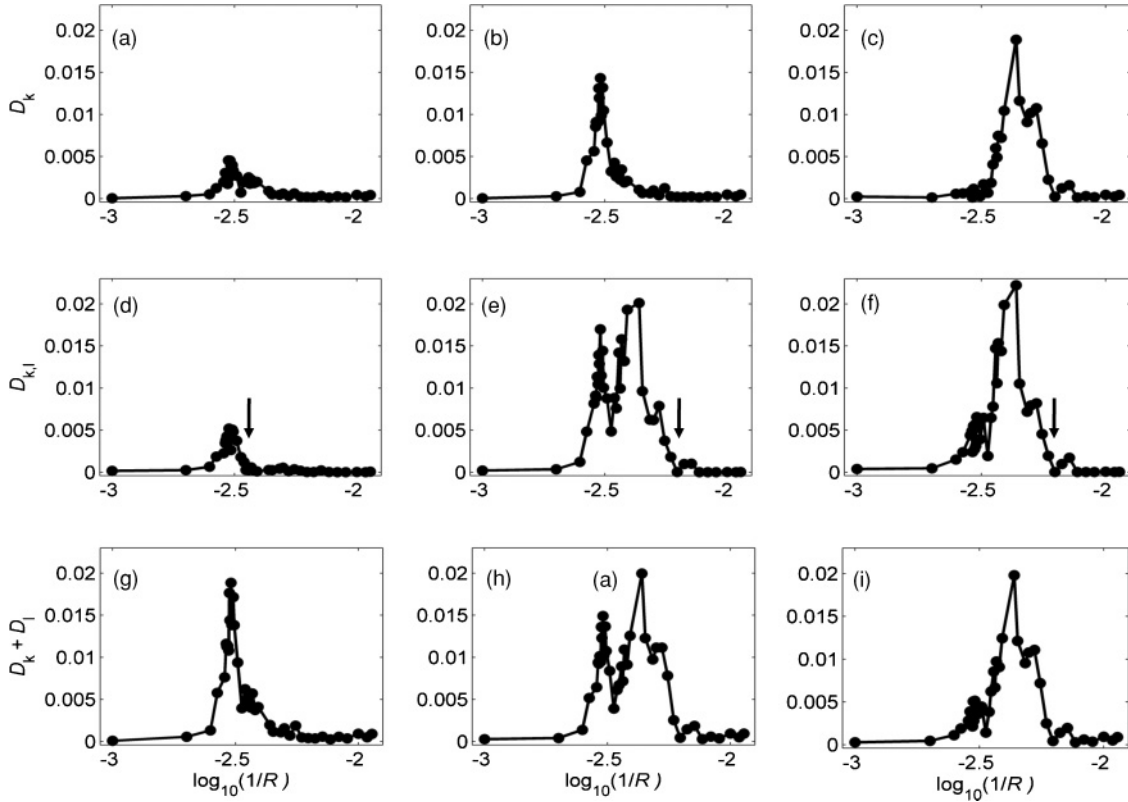 (a) (b) (c)
0.02 0.02 0.02
0.015 0.015 0.015
D_k 0.01 0.01 0.01
0.005 0.005 0.005
0 0 0
-3 -2.5 -2 -3 -2.5 -2 -3 -2.5 -2
(d) (e) (f)
0.02 0.02 0.02
0.015 0.015 0.015
D_k,l 0.01 0.01 0.01
0.005 0.005 0.005
0 0 0
-3 -2.5 -2 -3 -2.5 -2 -3 -2.5 -2
(g) (h) (a) (i)
0.02 0.02 0.02
0.015 0.015 0.015
D_k + D_l 0.01 0.01 0.01
0.005 0.005 0.005
0 0 0
-3 -2.5 -2 -3 -2.5 -2 -3 -2.5 -2
log10(1/R ) log10(1/R ) log10(1/R )